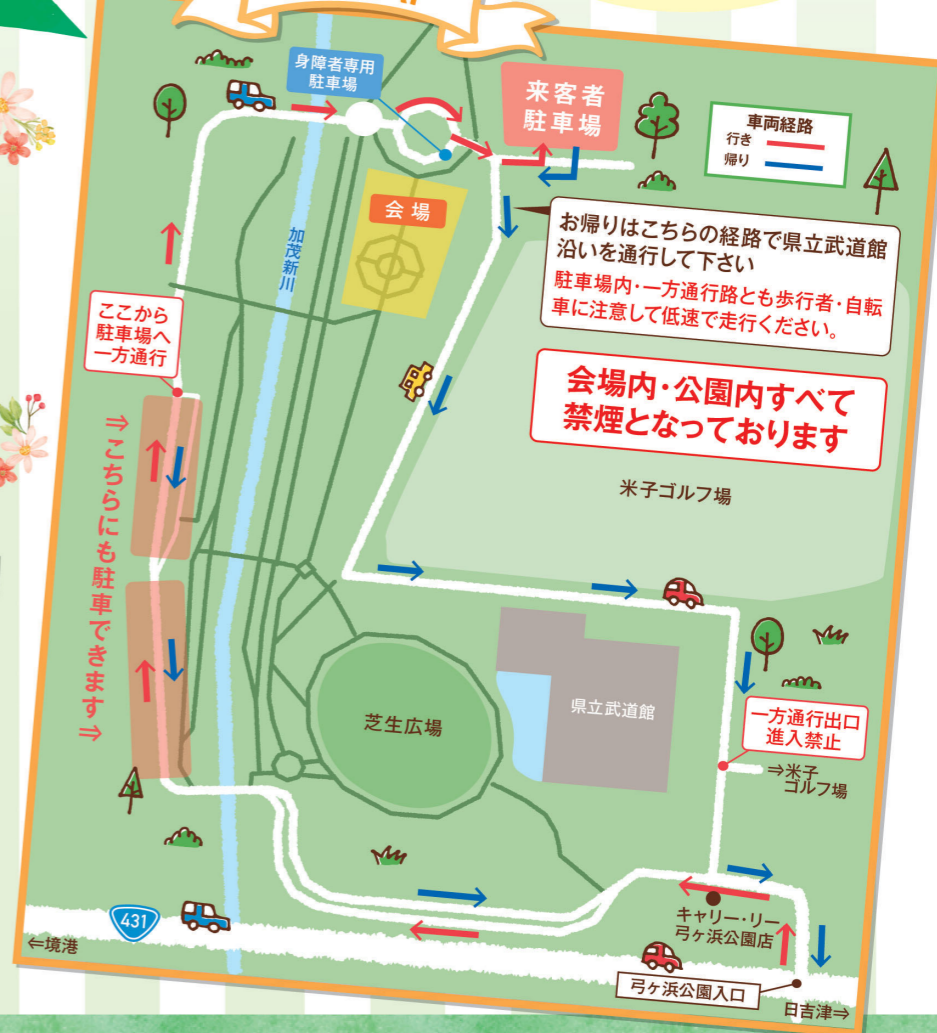 身障者専用
駐車場
来客者
駐車場
車両経路
行き
帰り
会場
加茂新川
お帰りはこちらの経路で県立武道館
沿いを通行して下さい
駐車場内・一方通行路とも歩行者・自転
車に注意して低速で走行ください。
ここから
駐車場へ
一方通行
会場内・公園内すべて
禁煙となっております
米子ゴルフ場
⇒こちらにも駐車できます⇒
芝生広場
県立武道館
一方通行出口
進入禁止
⇒米子
ゴルフ場
キャリー・リー
弓ヶ浜公園店
431
⇐境港
弓ヶ浜公園入口
日吉津⇒